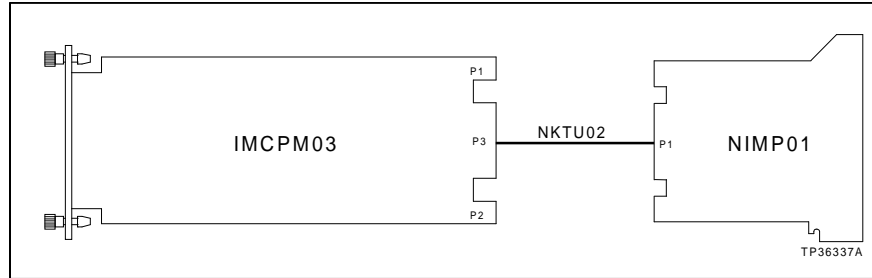 P1
IMCPM03
P3
NKTU02
P1
NIMP01
P2
TP36337A